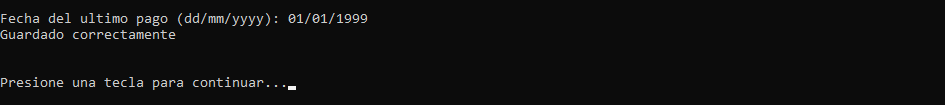 Fecha del ultimo pago (dd/mm/yyyy): 01/01/1999
Guardado correctamente
Presione una tecla para continuar...